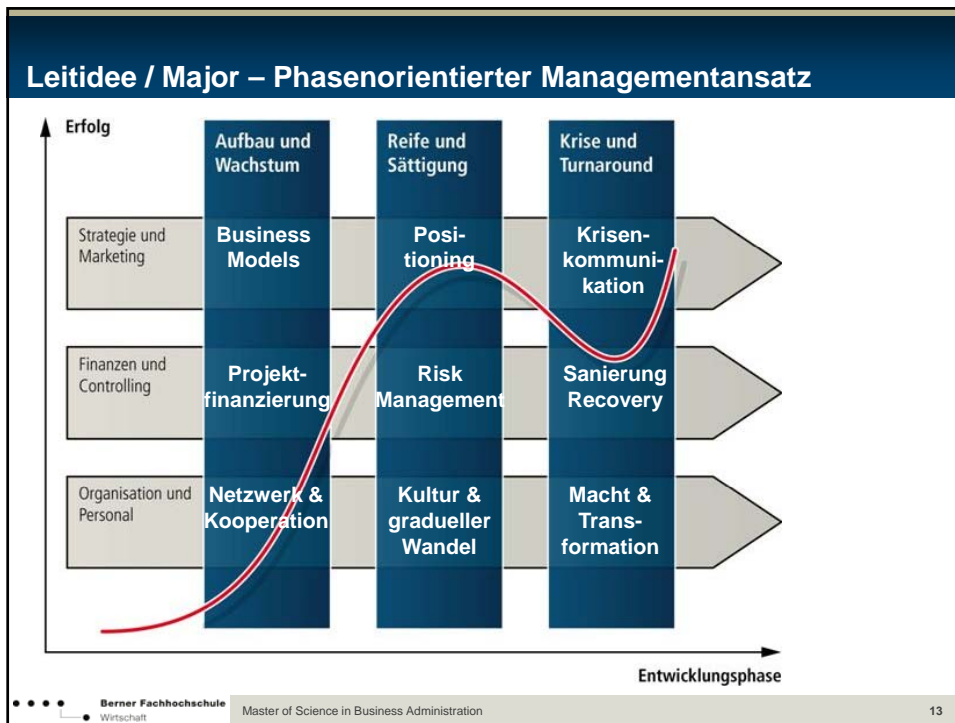 Leitidee / Major – Phasenorientierter Managementansatz
Erfolg
Aufbau und
Wachstum
Reife und
Sättigung
Krise und
Turnaround
Strategie und
Marketing
Business
Models
Posi-
tioning
Krisen-
kommuni-
kation
Finanzen und
Controlling
Projekt-
finanzierung
Risk
Management
Sanierung
Recovery
Organisation und
Personal
Netzwerk &
Kooperation
Kultur &
gradueller
Wandel
Macht &
Trans-
formation
Entwicklungsphase
Berner Fachhochschule
Wirtschaft
Master of Science in Business Administration
13